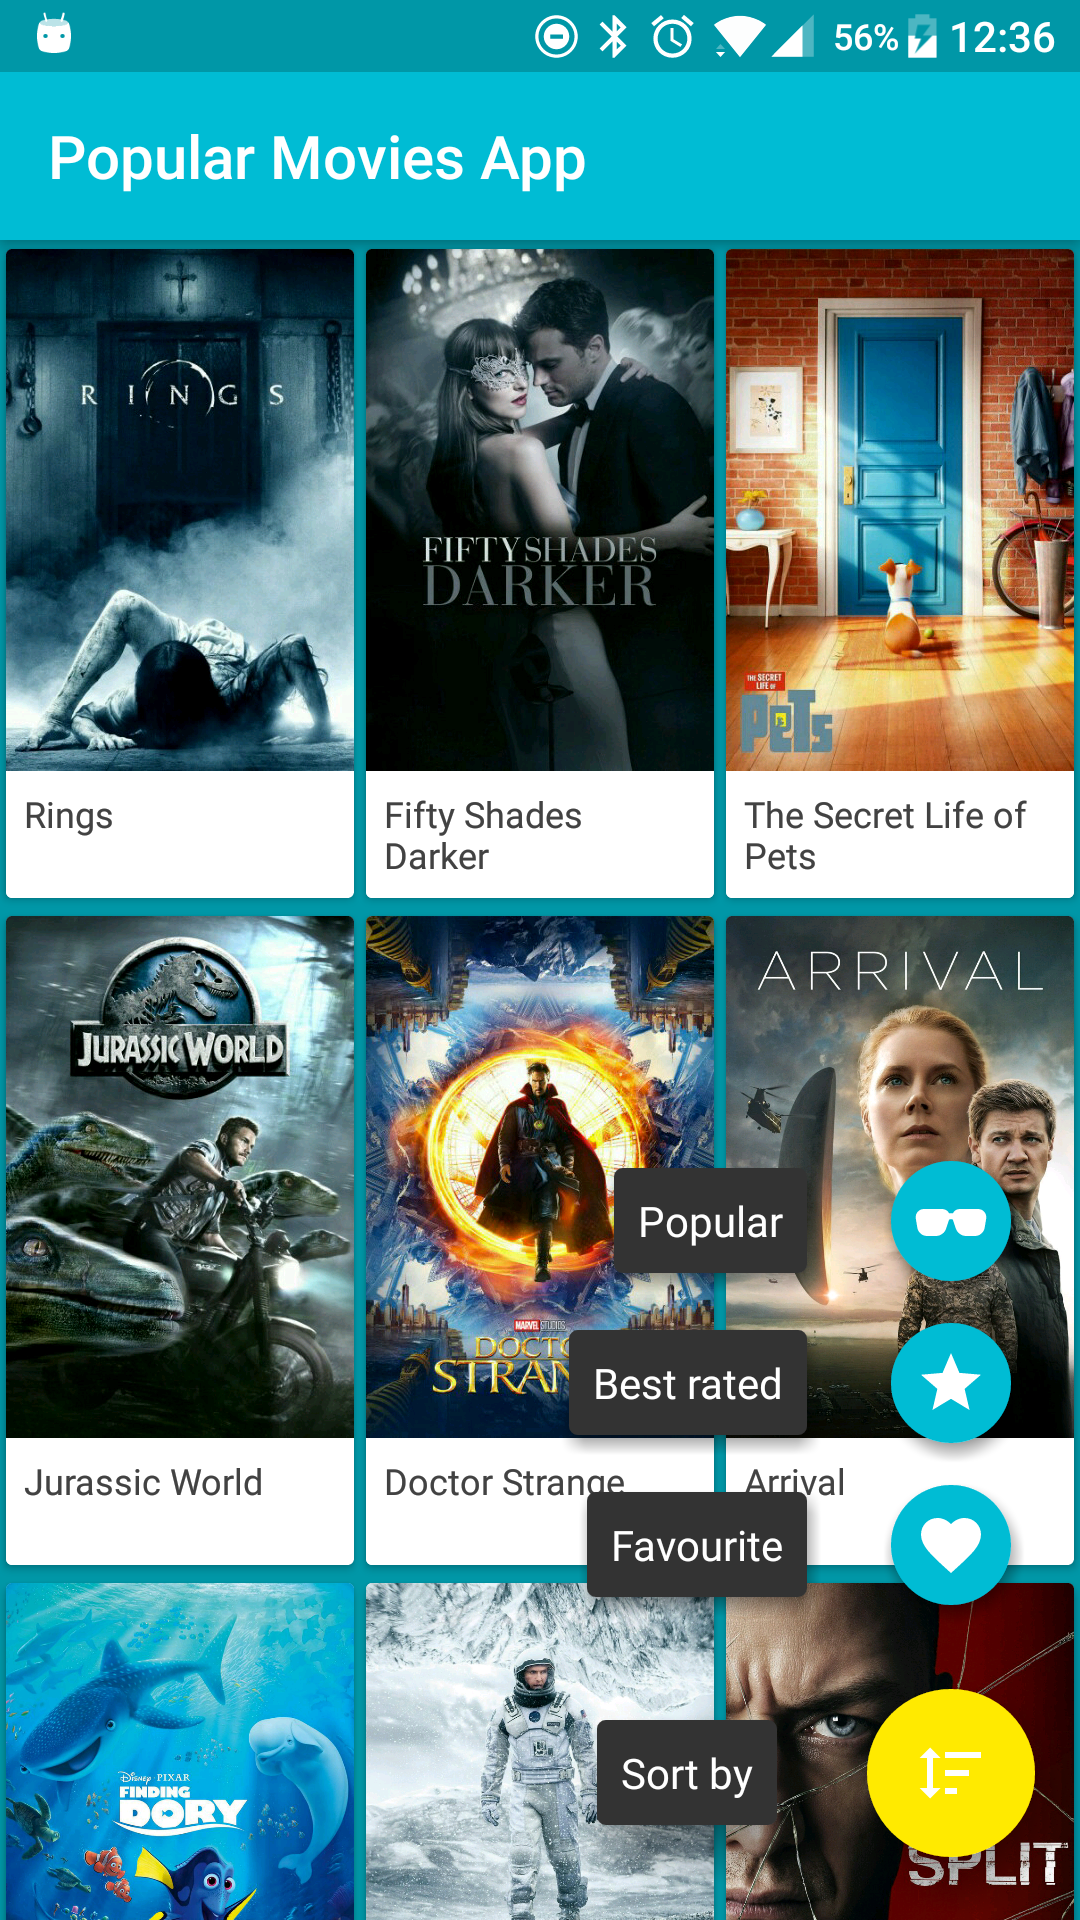 56% 12:36
Popular Movies App
RINGS
FIFTY SHADES
DARKER
THE SECRET
LIFE OF
PETS
Rings
Fifty Shades
Darker
The Secret Life of
Pets
JURASSIC WORLD
MARVEL STUDIOS
DOCTO
STRAN
ARRIVAL
Popular
Best rated
Jurassic World
Doctor Strange
Arrival
Favourite
Disney · PIXAR
FINDING
DORY
Sort by
SPLIT